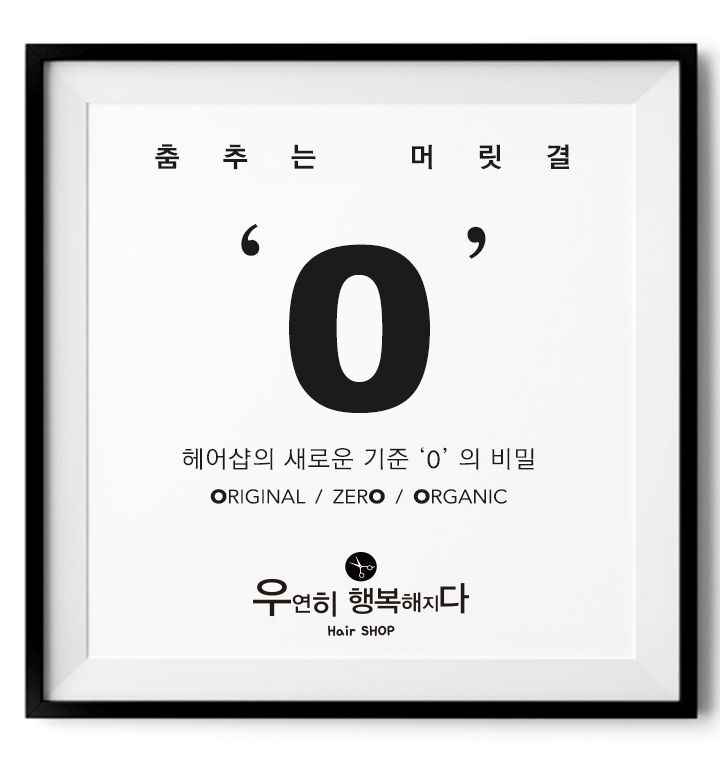 춤추는 머릿결
‘0’
헤어샵의 새로운 기준 ‘0’ 의 비밀
ORIGINAL / ZERO / ORGANIC
우연히 행복해지다
Hair SHOP